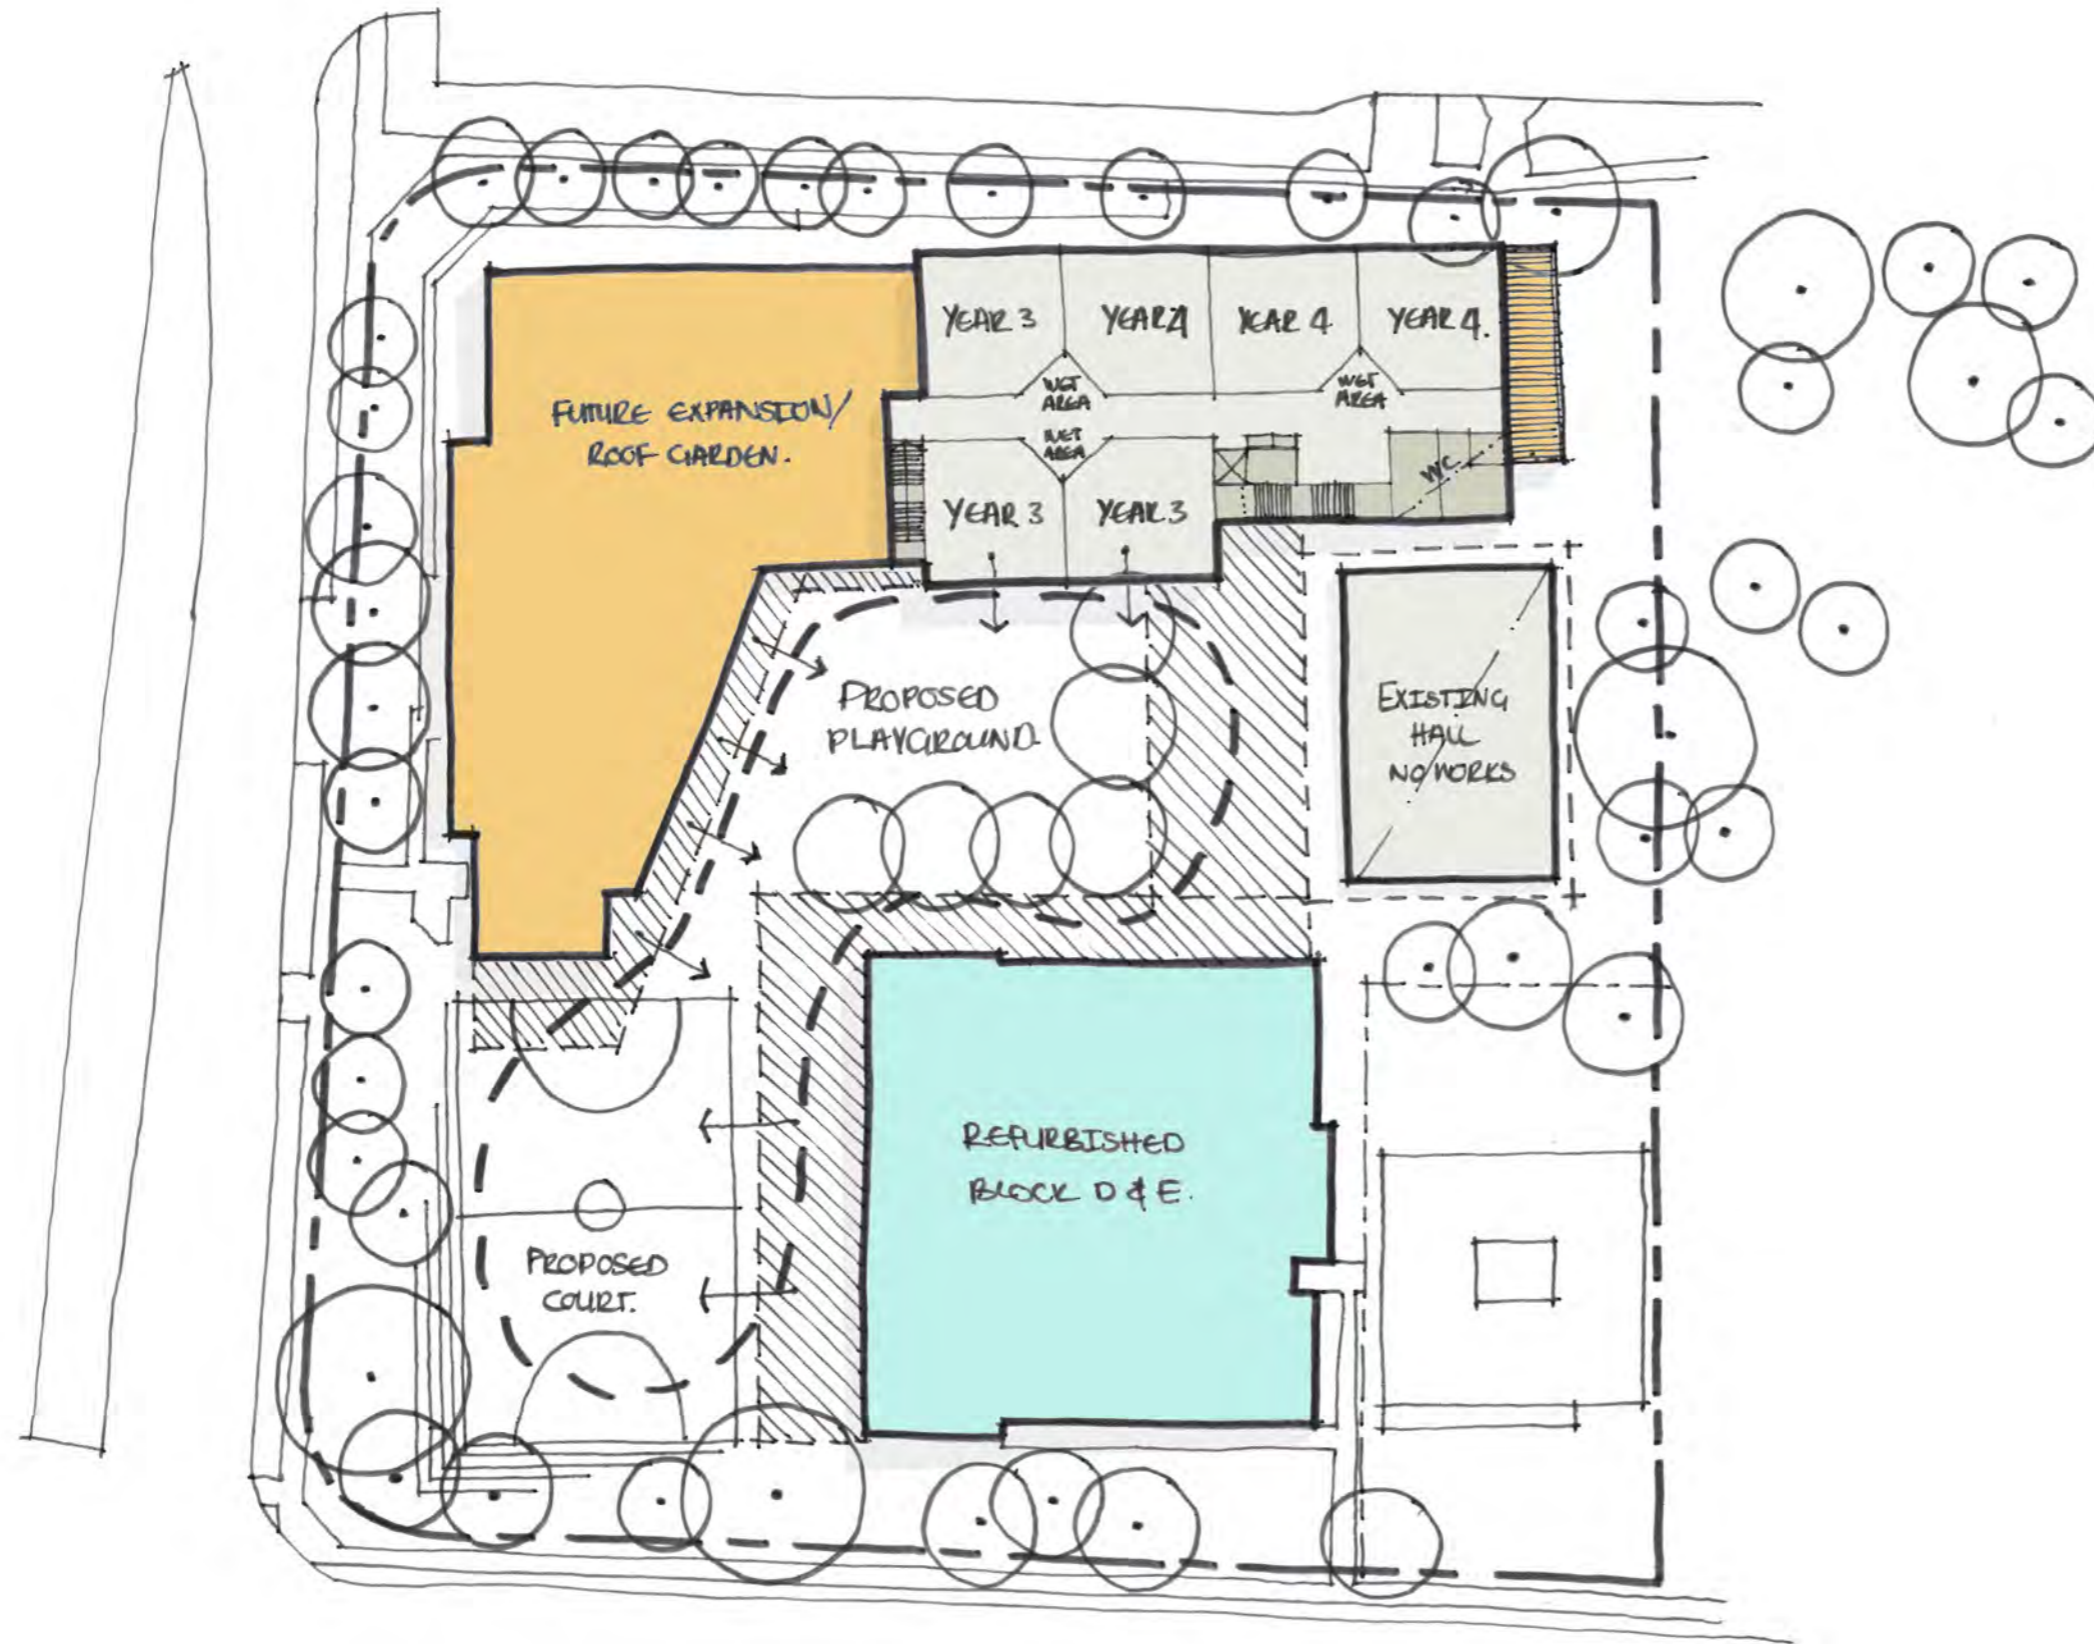 YEAR 3
YEAR 4
YEAR 4
YEAR 4.
WET
AREA
WET
AREA
FUTURE EXPANSION/
ROOF GARDEN.
WET
AREA
WC
YEAR 3
YEAR 3
PROPOSED
PLAYGROUND
EXISTING
HALL
NO WORKS
REFURBISHED
BLOCK D & E.
PROPOSED
COURT.